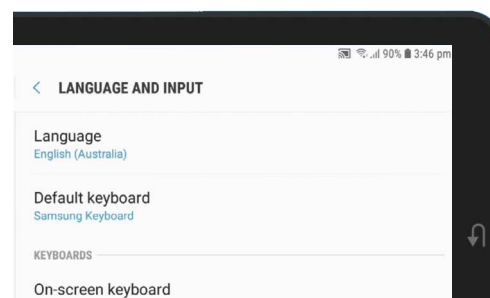 90% 3:46 pm
LANGUAGE AND INPUT
Language
English (Australia)
Default keyboard
Samsung Keyboard
KEYBOARDS
On-screen keyboard